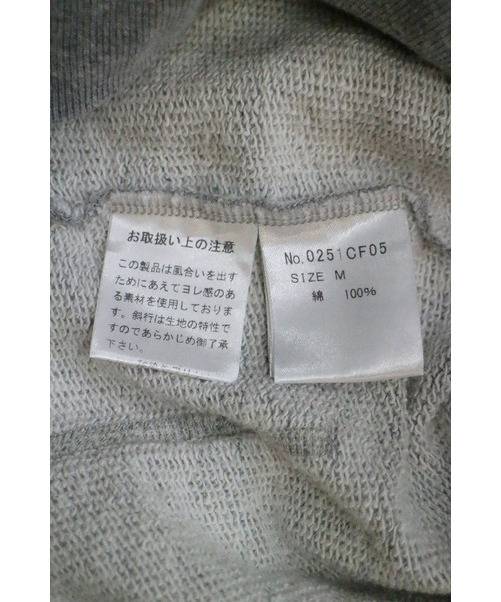 お取扱い上の注意
この製品は風合いを出す
ためにあえてヨレ感のあ
る素材を使用しておりま
す。斜行は生地の特性で
すのであらかじめ御了承
下さい。
No.0251CF05
SIZE M
綿 100%